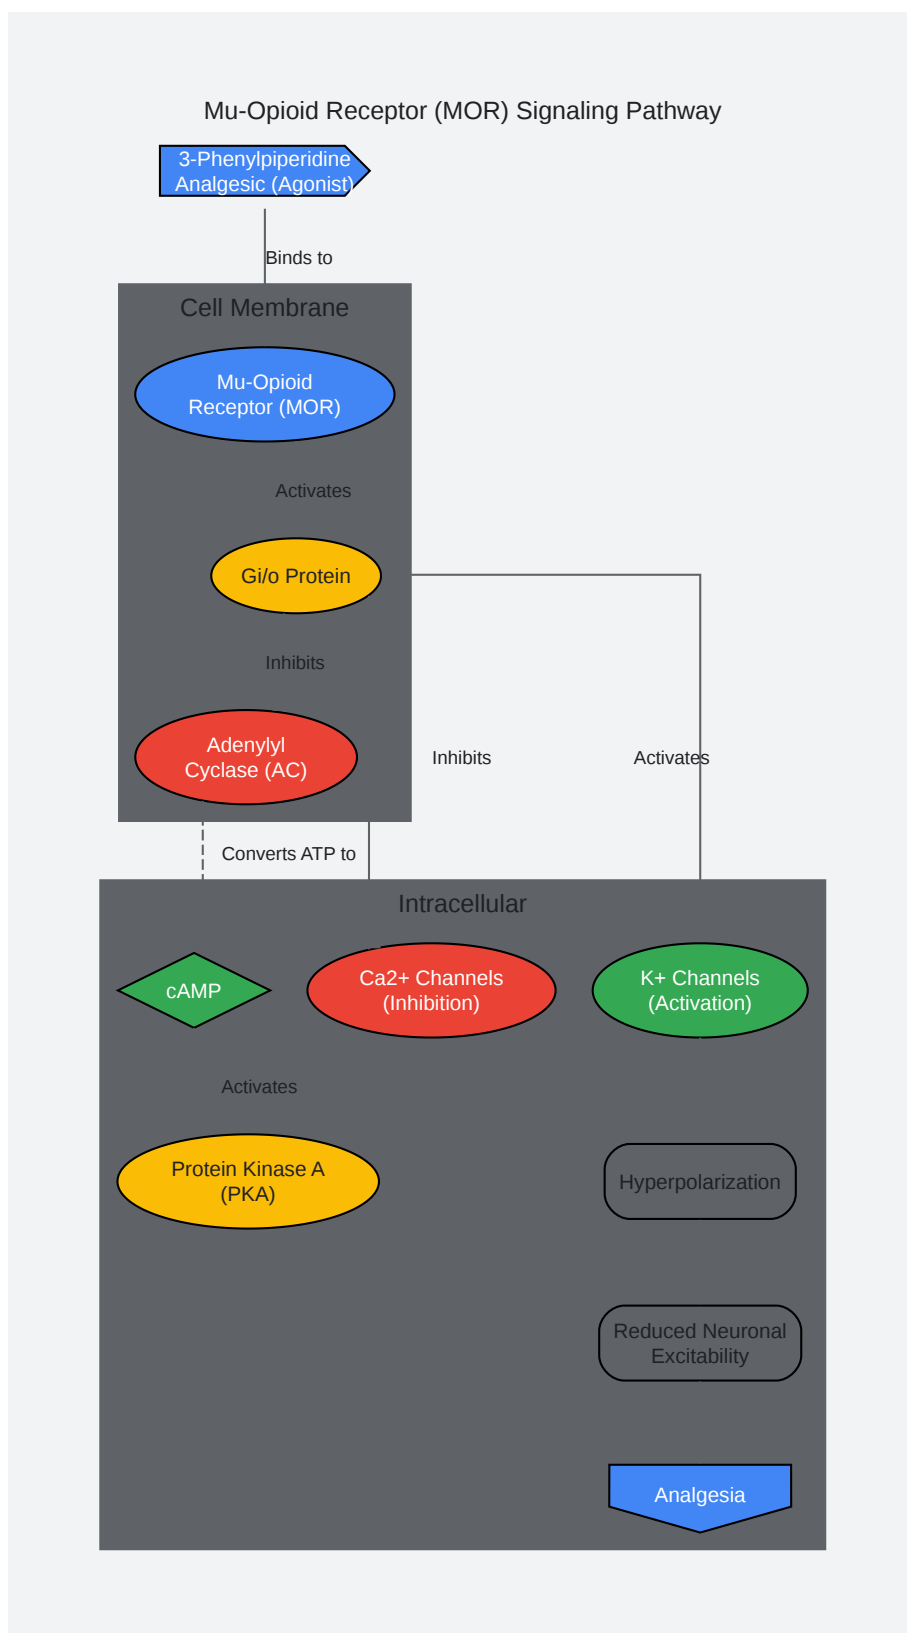 Mu-Opioid Receptor (MOR) Signaling Pathway
3-Phenylpiperidine
Analgesic (Agonist)
Binds to
Cell Membrane
Mu-Opioid
Receptor (MOR)
Activates
Gi/o Protein
Inhibits
Adenylyl
Cyclase (AC)
Inhibits
Activates
Converts ATP to
Intracellular
cAMP
Ca2+ Channels
(Inhibition)
K+ Channels
(Activation)
Activates
Protein Kinase A
(PKA)
Hyperpolarization
Reduced Neuronal
Excitability
Analgesia